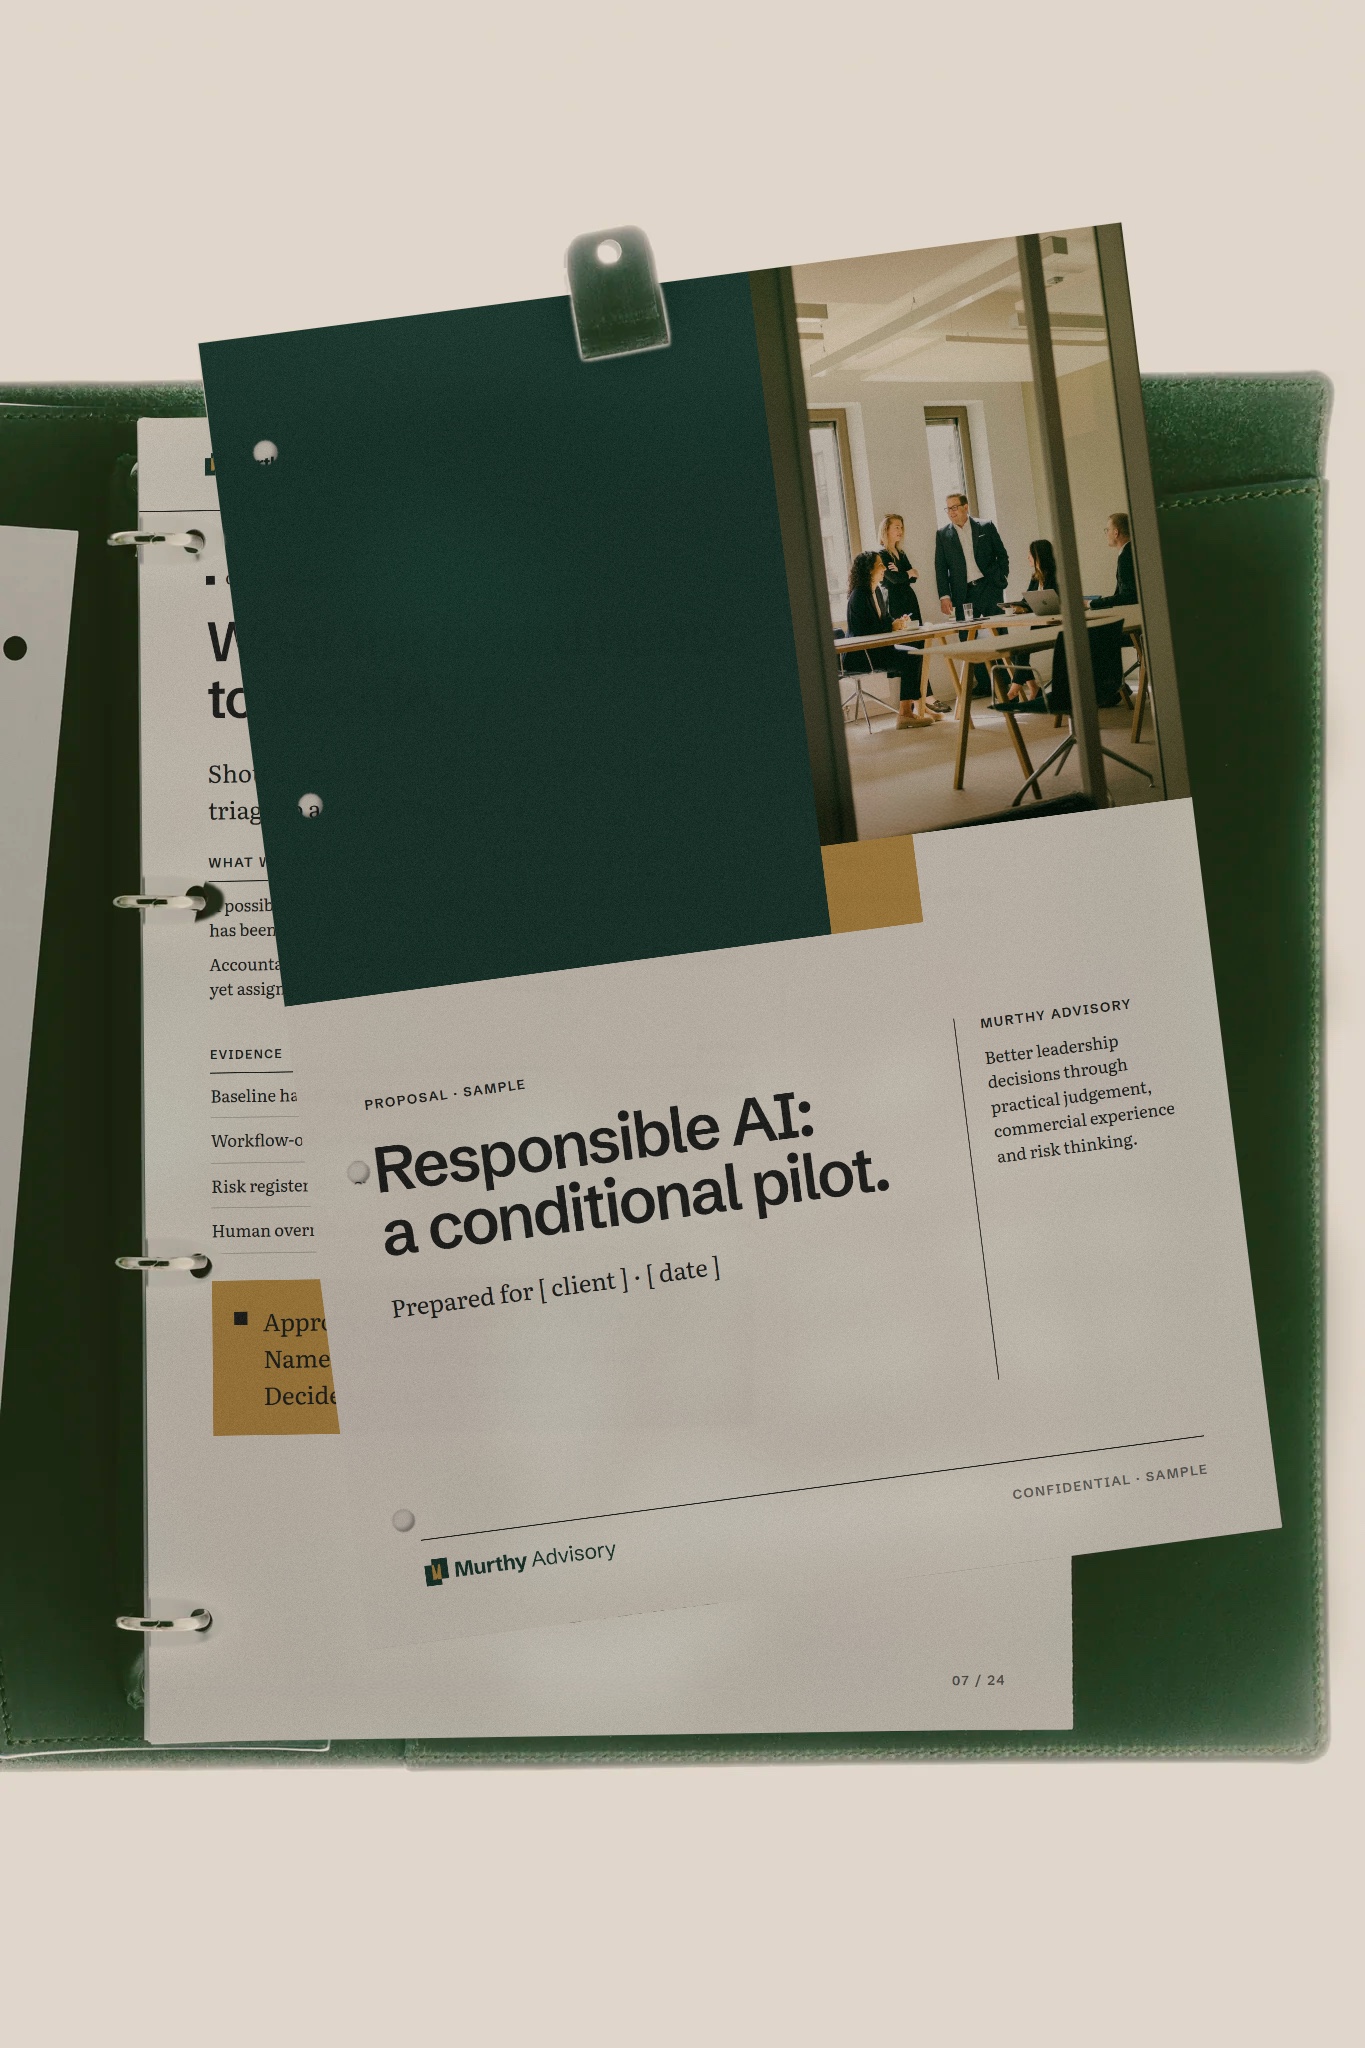 Shou
triag
WHAT W
possib
has been
Accounta
yet assign
EVIDENCE
Baseline ha
Workflow-o
Risk register
Human overr
Appro
Name
Decide
PROPOSAL · SAMPLE
Responsible AI:
a conditional pilot.
Prepared for [ client ] · [ date ]
MURTHY ADVISORY
Better leadership
decisions through
practical judgement,
commercial experience
and risk thinking.
CONFIDENTIAL · SAMPLE
Murthy Advisory
07 / 24